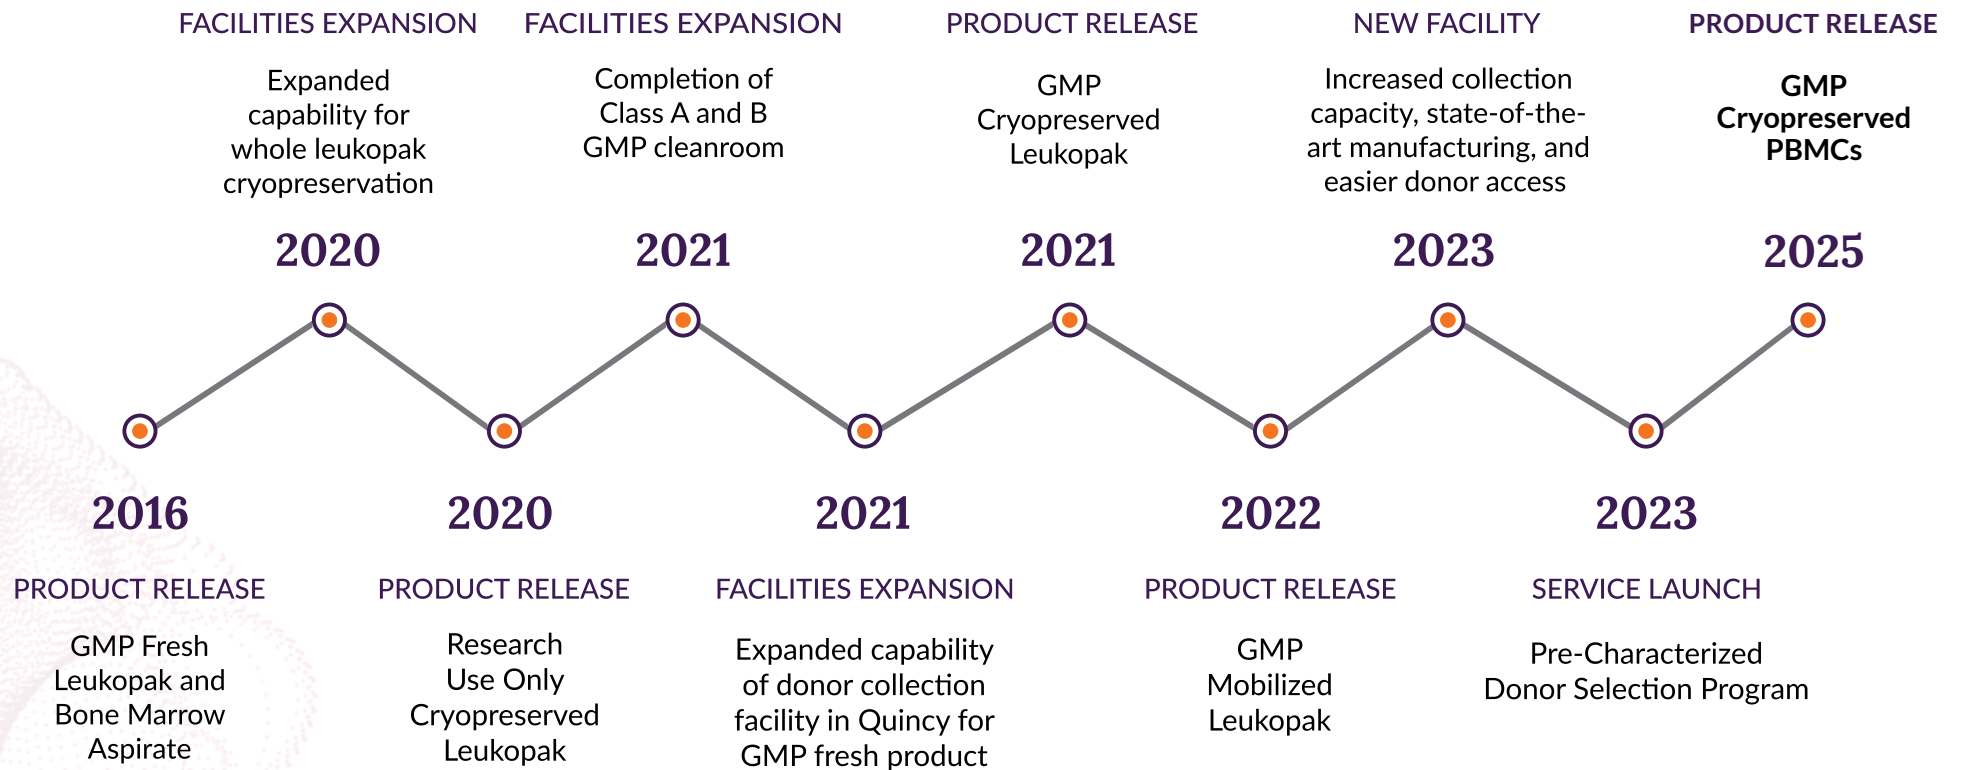 FACILITIES EXPANSION
Expanded
capability for
whole leukopak
cryopreservation
2020
FACILITIES EXPANSION
Completion of
Class A and B
GMP cleanroom
2021
PRODUCT RELEASE
GMP
Cryopreserved
Leukopak
2021
NEW FACILITY
Increased collection
capacity, state-of-the-
art manufacturing, and
easier donor access
2023
PRODUCT RELEASE
GMP
Cryopreserved
PBMCs
2025
2016
PRODUCT RELEASE
GMP Fresh
Leukopak and
Bone Marrow
Aspirate
2020
PRODUCT RELEASE
Research
Use Only
Cryopreserved
Leukopak
2021
FACILITIES EXPANSION
Expanded capability
of donor collection
facility in Quincy for
GMP fresh product
2022
PRODUCT RELEASE
GMP
Mobilized
Leukopak
2023
SERVICE LAUNCH
Pre-Characterized
Donor Selection Program